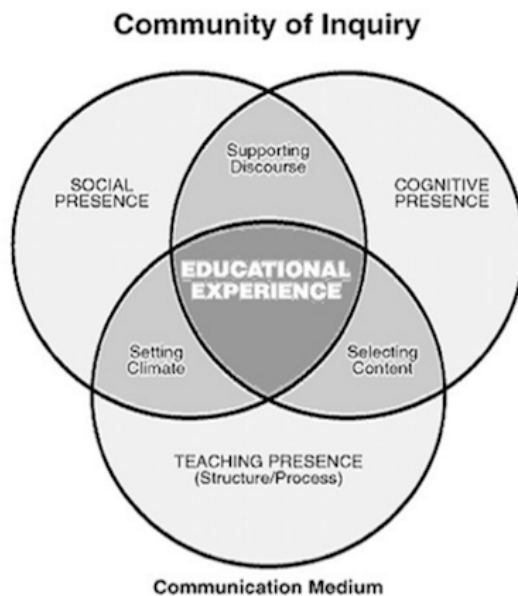 Community of Inquiry
Supporting
Discourse
SOCIAL
PRESENCE
COGNITIVE
PRESENCE
EDUCATIONAL
EXPERIENCE
Setting
Climate
Selecting
Content
TEACHING PRESENCE
(Structure/Process)
Communication Medium